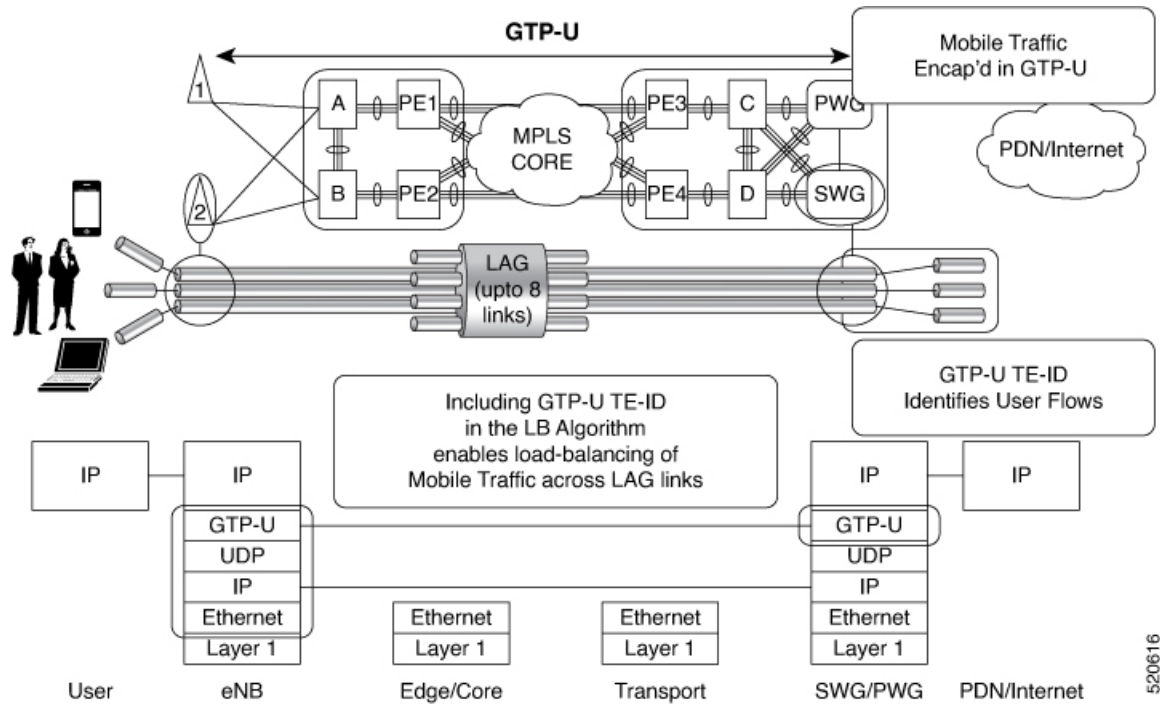 GTP-U
Mobile Traffic
Encap'd in GTP-U
1
A
PE1
PE3
C
PWG
MPLS
CORE
PDN/Internet
2
B
PE2
PE4
D
SWG
LAG
(upto 8
links)
GTP-U TE-ID
Identifies User Flows
Including GTP-U TE-ID
in the LB Algorithm
enables load-balancing of
Mobile Traffic across LAG links
IP
IP
IP
IP
GTP-U
GTP-U
UDP
UDP
IP
IP
Ethernet
Ethernet
Ethernet
Ethernet
Layer 1
Layer 1
Layer 1
Layer 1
User
eNB
Edge/Core
Transport
SWG/PWG
PDN/Internet
520616